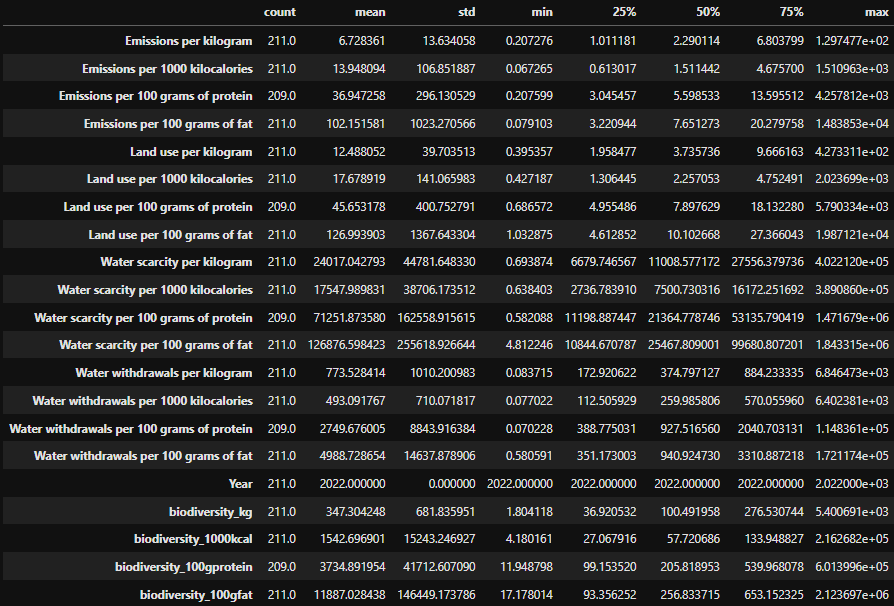 count mean std min 25% 50% 75% max
Emissions per kilogram 211.0 6.728361 13.634058 0.207276 1.011181 2.290114 6.803799 1.297477e+02
Emissions per 1000 kilocalories 211.0 13.948094 106.851887 0.067265 0.613017 1.511442 4.675700 1.510963e+03
Emissions per 100 grams of protein 209.0 36.947258 296.130529 0.207599 3.045457 5.598533 13.595512 4.257812e+03
Emissions per 100 grams of fat 211.0 102.151581 1023.270566 0.079103 3.220944 7.651273 20.279758 1.483853e+04
Land use per kilogram 211.0 12.488052 39.703513 0.395357 1.958477 3.735736 9.666163 4.273311e+02
Land use per 1000 kilocalories 211.0 17.678919 141.065983 0.427187 1.306445 2.257053 4.752491 2.023699e+03
Land use per 100 grams of protein 209.0 45.653178 400.752791 0.686572 4.955486 7.897629 18.132280 5.790334e+03
Land use per 100 grams of fat 211.0 126.993903 1367.643304 1.032875 4.612852 10.102668 27.366043 1.987121e+04
Water scarcity per kilogram 211.0 24017.042793 44781.648330 0.693874 6679.746567 11008.577172 27556.379736 4.022120e+05
Water scarcity per 1000 kilocalories 211.0 17547.989831 38706.173512 0.638403 2736.783910 7500.730316 16172.251692 3.890860e+05
Water scarcity per 100 grams of protein 209.0 71251.873580 162558.915615 0.582088 11198.887447 21364.778746 53135.790419 1.471679e+06
Water scarcity per 100 grams of fat 211.0 126876.598423 255618.926644 4.812246 10844.670787 25467.809001 99680.807201 1.843315e+06
Water withdrawals per kilogram 211.0 773.528414 1010.200983 0.083715 172.920622 374.797127 884.233335 6.846473e+03
Water withdrawals per 1000 kilocalories 211.0 493.091767 710.071817 0.077022 112.505929 259.985806 570.055960 6.402381e+03
Water withdrawals per 100 grams of protein 209.0 2749.676005 8843.916384 0.070228 388.775031 927.516560 2040.703131 1.148361e+05
Water withdrawals per 100 grams of fat 211.0 4988.728654 14637.878906 0.580591 351.173003 940.924730 3310.887218 1.721174e+05
Year 211.0 2022.000000 0.000000 2022.000000 2022.000000 2022.000000 2022.000000 2.022000e+03
biodiversity_kg 211.0 347.304248 681.835951 1.804118 36.920532 100.491958 276.530744 5.400691e+03
biodiversity_1000kcal 211.0 1542.696901 15243.246927 4.180161 27.067916 57.720686 133.948827 2.162682e+05
biodiversity_100gprotein 209.0 3734.891954 41712.607090 11.948798 99.153520 205.818953 539.968078 6.013996e+05
biodiversity_100gfat 211.0 11887.028438 146449.173786 17.178014 93.356252 256.833715 653.152325 2.123697e+06